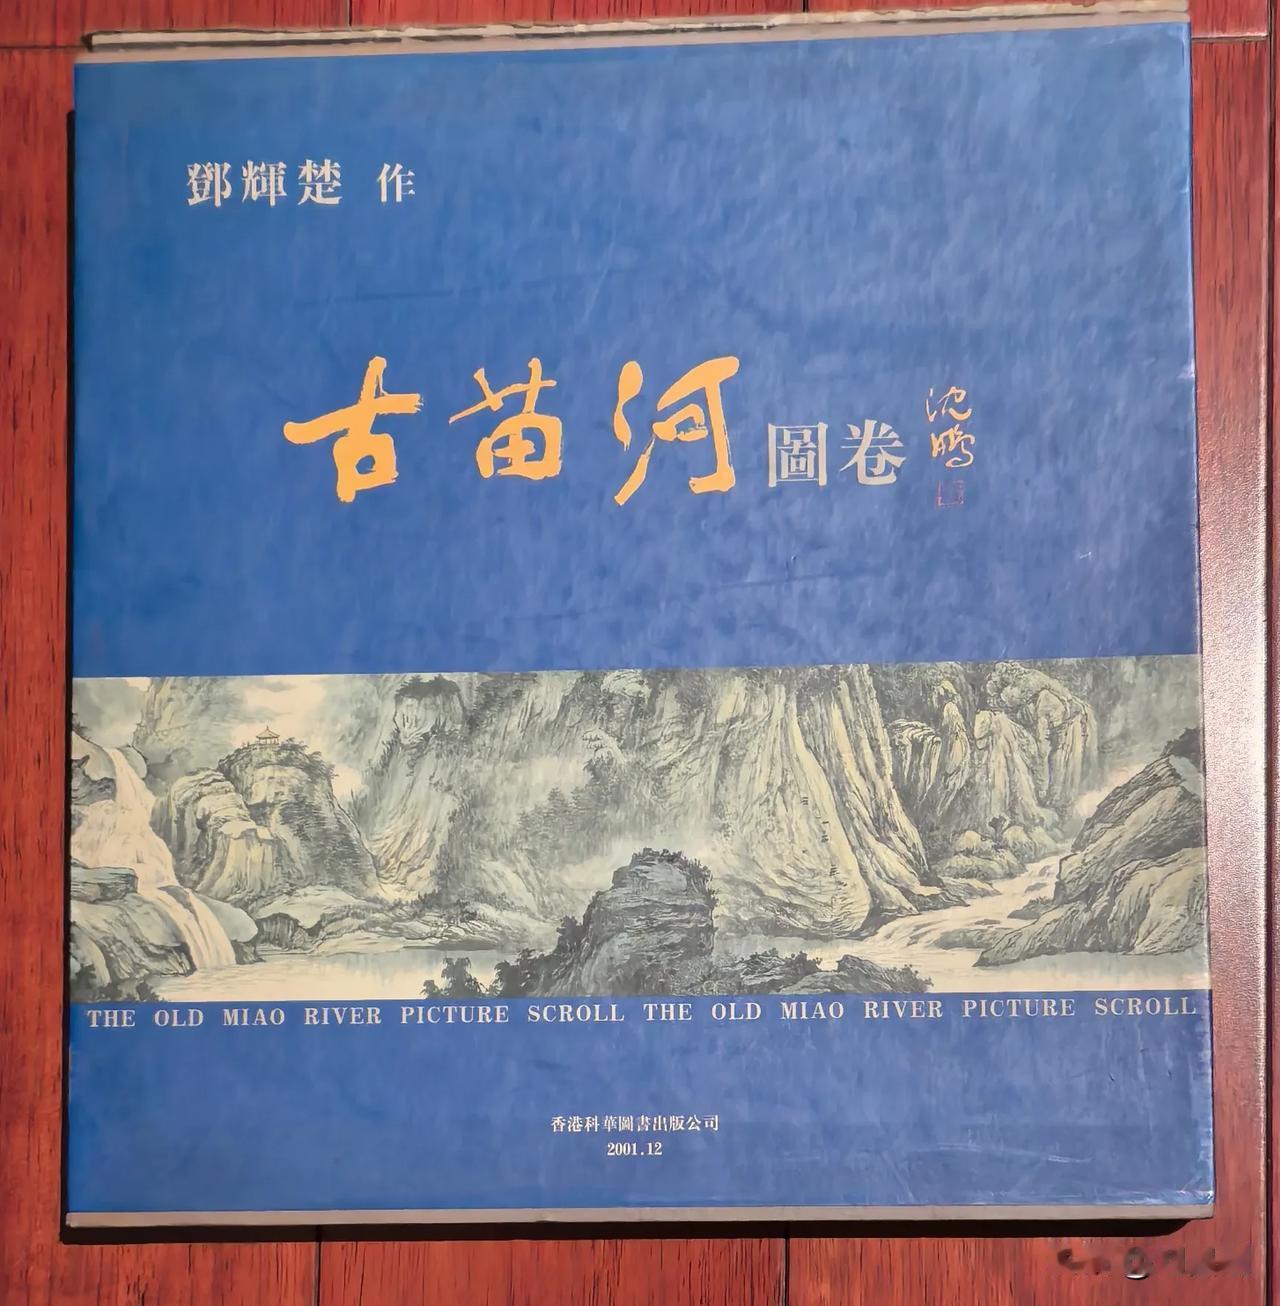 鄧輝楚 作
古苗河圖卷 沈鵬
THE OLD MIAO RIVER PICTURE SCROLL THE OLD MIAO RIVER PICTURE SCROLL
香港科華圖書出版公司
2001.12